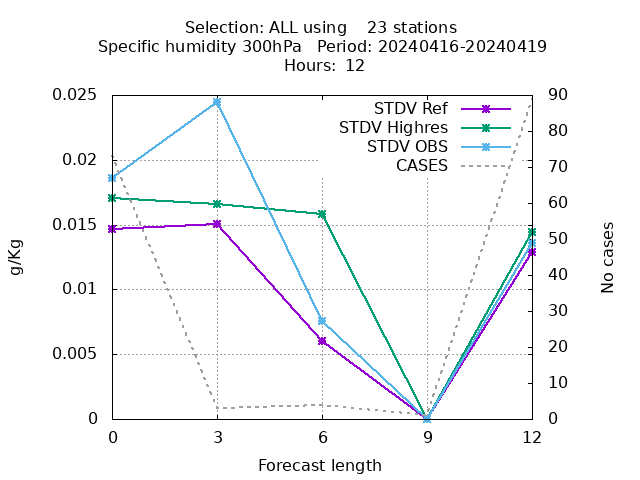 Selection: ALL using    23 stations
Specific humidity 300hPa   Period: 20240416-20240419
Hours:  12
STDV Ref
STDV Highres
STDV OBS
CASES
g/Kg
0.025
0.02
0.015
0.01
0.005
0
No cases
90
80
70
60
50
40
30
20
10
0
0 3 6 9 12
Forecast length